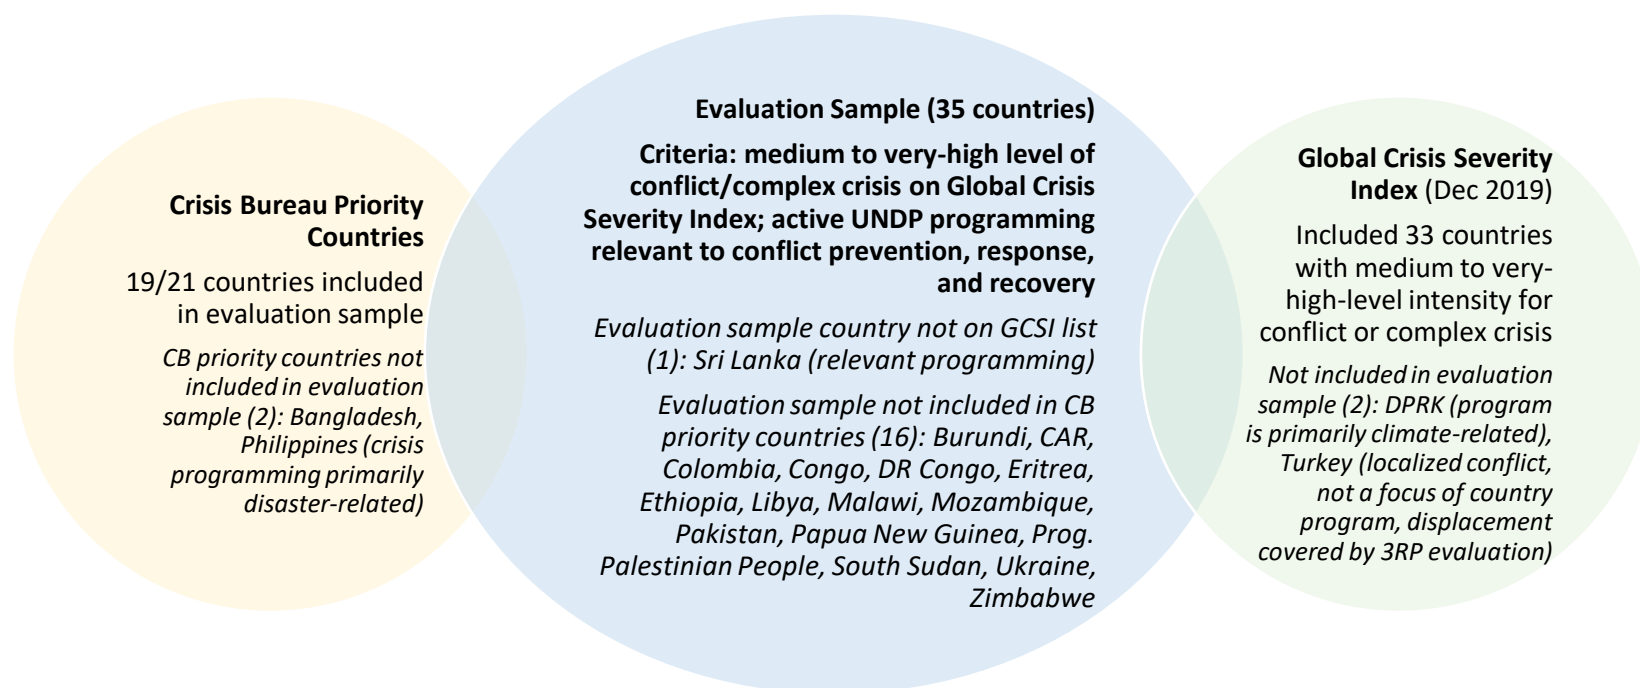 Crisis Bureau Priority
Countries
19/21 countries included
in evaluation sample
CB priority countries not
included in evaluation
sample (2): Bangladesh,
Philippines (crisis
programming primarily
disaster-related)
Evaluation Sample (35 countries)
Criteria: medium to very-high level of
conflict/complex crisis on Global Crisis
Severity Index; active UNDP programming
relevant to conflict prevention, response,
and recovery
Evaluation sample country not on GCSI list
(1): Sri Lanka (relevant programming)
Evaluation sample not included in CB
priority countries (16): Burundi, CAR,
Colombia, Congo, DR Congo, Eritrea,
Ethiopia, Libya, Malawi, Mozambique,
Pakistan, Papua New Guinea, Prog.
Palestinian People, South Sudan, Ukraine,
Zimbabwe
Global Crisis Severity
Index (Dec 2019)
Included 33 countries
with medium to very-
high-level intensity for
conflict or complex crisis
Not included in evaluation
sample (2): DPRK (program
is primarily climate-related),
Turkey (localized conflict,
not a focus of country
program, displacement
covered by 3RP evaluation)